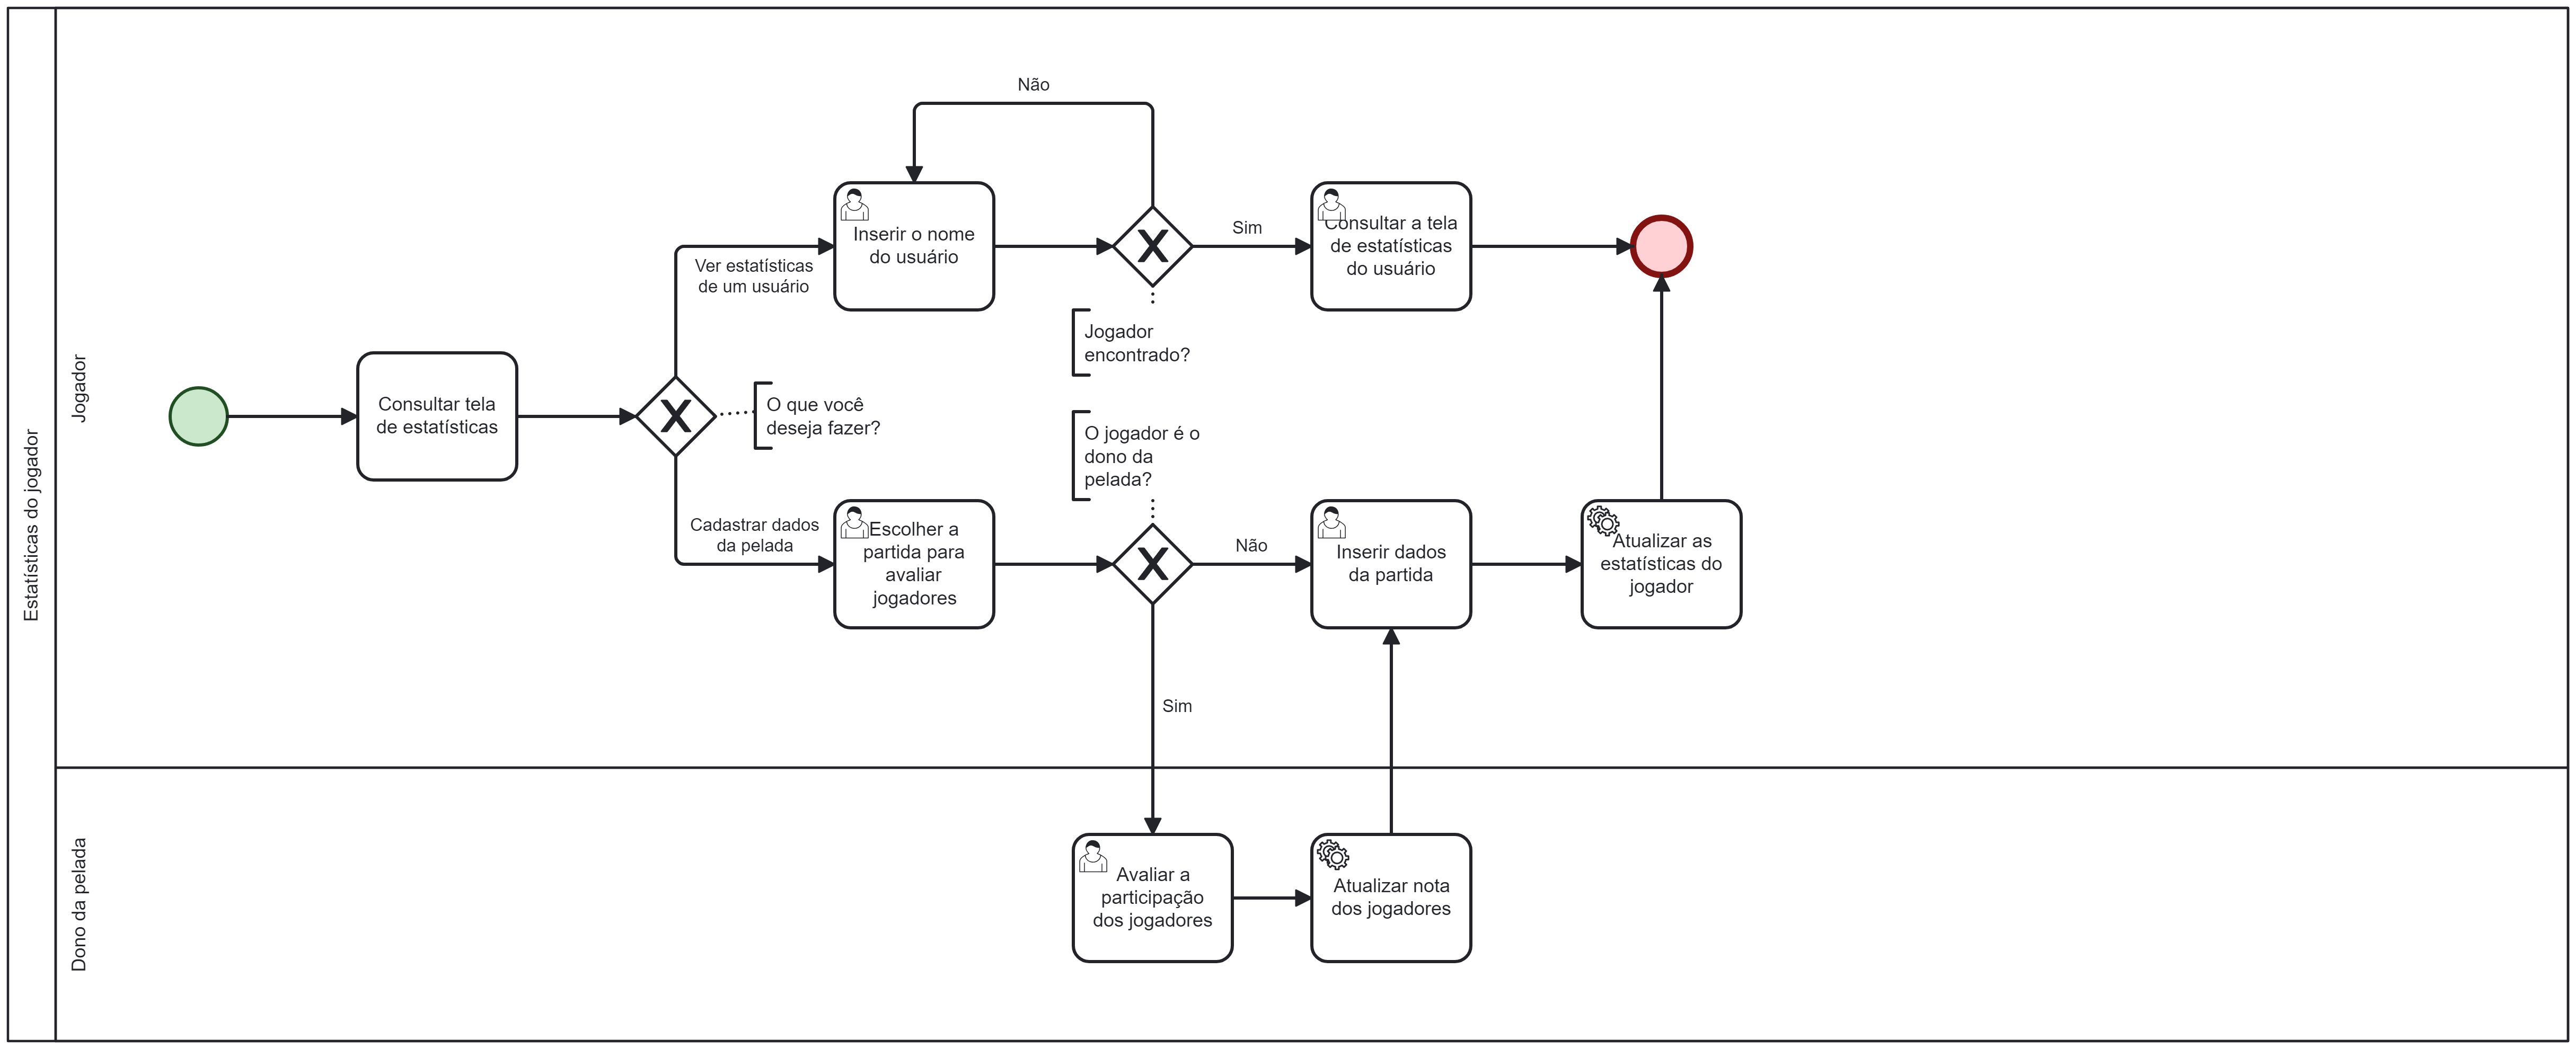 Estatísticas do jogador
Jogador
Consultar tela
de estatísticas
O que você
deseja fazer?
Ver estatísticas
de um usuário
Inserir o nome
do usuário
Não
Jogador
encontrado?
Sim
Consultar a tela
de estatísticas
do usuário
Cadastrar dados
da pelada
Escolher a
partida para
avaliar
jogadores
O jogador é o
dono da
pelada?
Não
Inserir dados
da partida
Atualizar as
estatísticas do
jogador
Sim
Dono da pelada
Avaliar a
participação
dos jogadores
Atualizar nota
dos jogadores